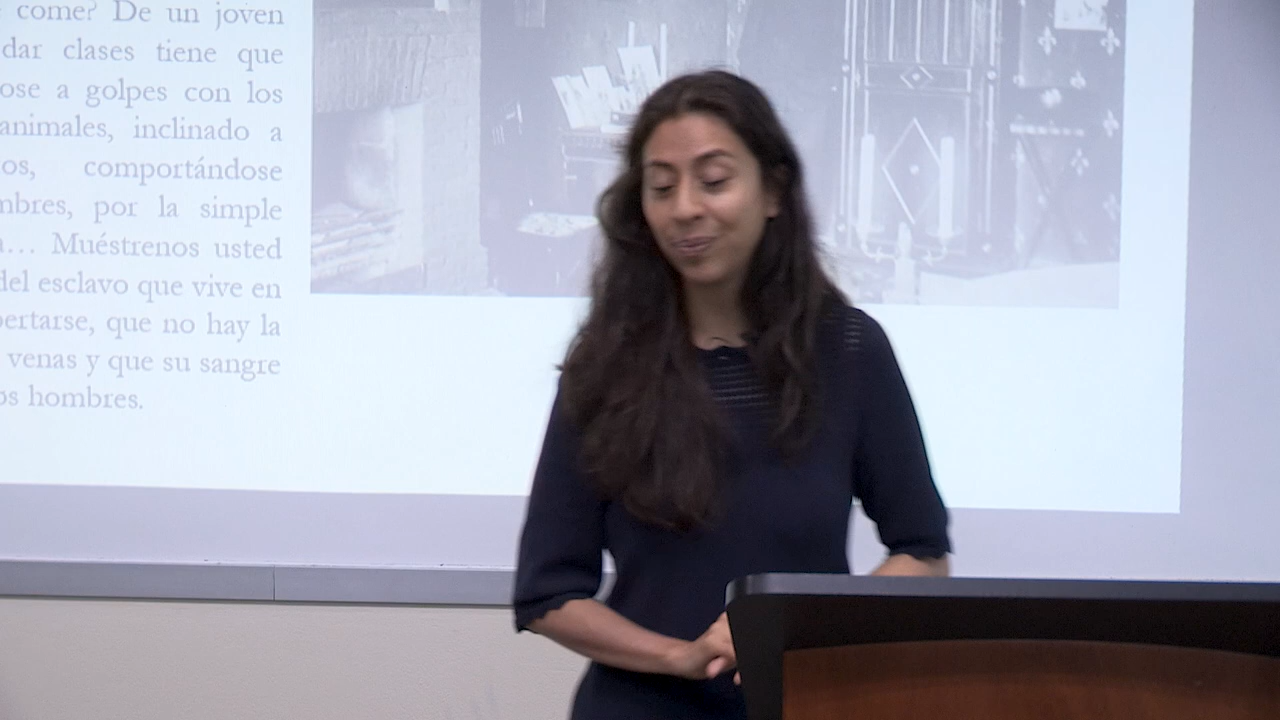 come? De un joven
dar clases tiene que
ose a golpes con los
animales, inclinado a
os, comportándose
mbres, por la simple
a… Muéstrenos usted
del esclavo que vive en
pertarse, que no hay la
venas y que su sangre
os hombres.